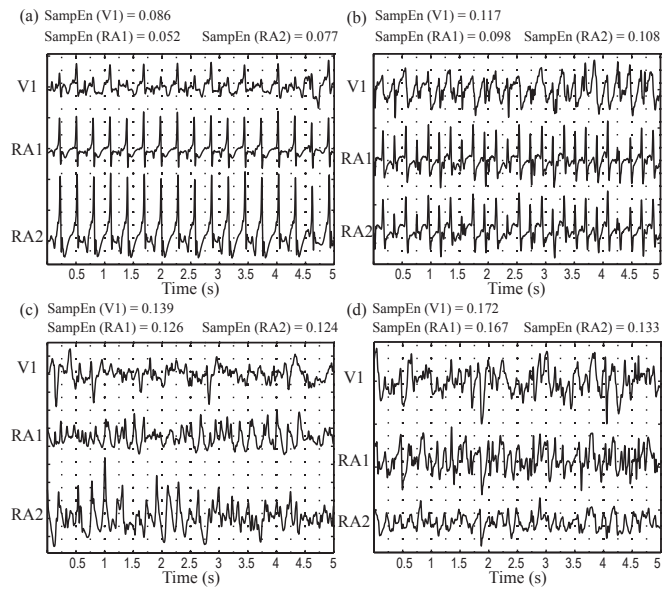 (a) SampEn (V1) = 0.086
SampEn (RA1) = 0.052 SampEn (RA2) = 0.077
V1
RA1
RA2
0.5 1 1.5 2 2.5 3 3.5 4 4.5 5
Time (s)
(b) SampEn (V1) = 0.117
SampEn (RA1) = 0.098 SampEn (RA2) = 0.108
V1
RA1
RA2
0.5 1 1.5 2 2.5 3 3.5 4 4.5 5
Time (s)
(c) SampEn (V1) = 0.139
SampEn (RA1) = 0.126 SampEn (RA2) = 0.124
V1
RA1
RA2
0.5 1 1.5 2 2.5 3 3.5 4 4.5 5
Time (s)
(d) SampEn (V1) = 0.172
SampEn (RA1) = 0.167 SampEn (RA2) = 0.133
V1
RA1
RA2
0.5 1 1.5 2 2.5 3 3.5 4 4.5 5
Time (s)